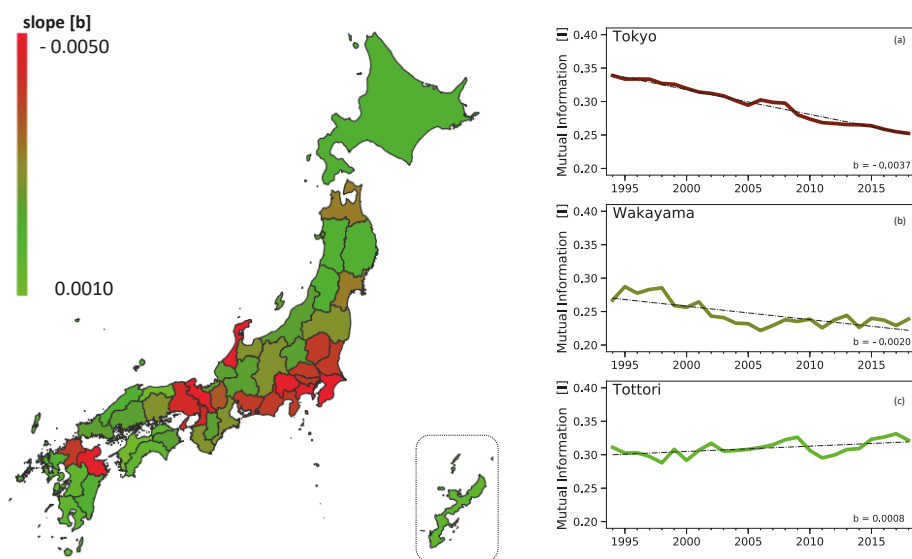 slope [b]
- 0.0050
0.0010
Mutual Information [I]
0.40
0.35
0.30
0.25
0.20
Tokyo
(a)
b = - 0.0037
1995
2000
2005
2010
2015
Mutual Information [I]
0.40
0.35
0.30
0.25
0.20
Wakayama
(b)
b = -0.0020
1995
2000
2005
2010
2015
Mutual Information [I]
0.40
0.35
0.30
0.25
0.20
Tottori
(c)
b = 0.0008
1995
2000
2005
2010
2015